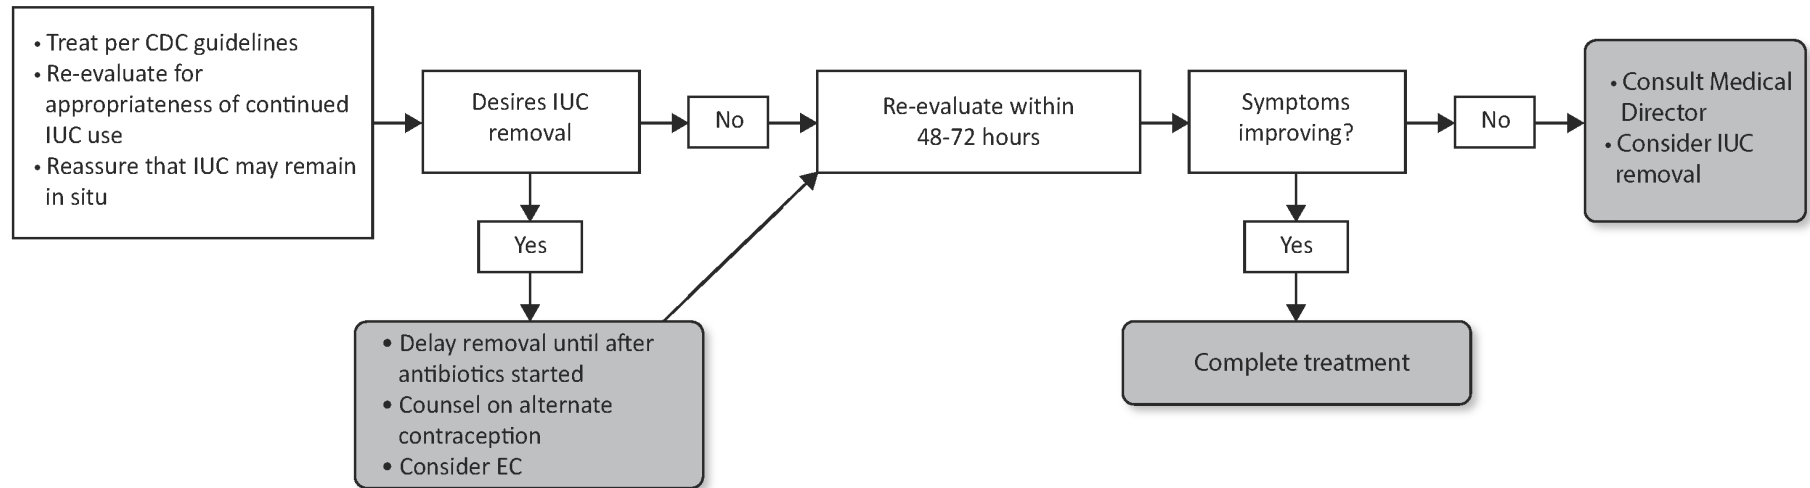 • Treat per CDC guidelines
• Re-evaluate for
appropriateness of continued
IUC use
• Reassure that IUC may remain
in situ
Desires IUC
removal
No
Re-evaluate within
48-72 hours
Symptoms
improving?
No
• Consult Medical
Director
• Consider IUC
removal
Yes
• Delay removal until after
antibiotics started
• Counsel on alternate
contraception
• Consider EC
Yes
Complete treatment